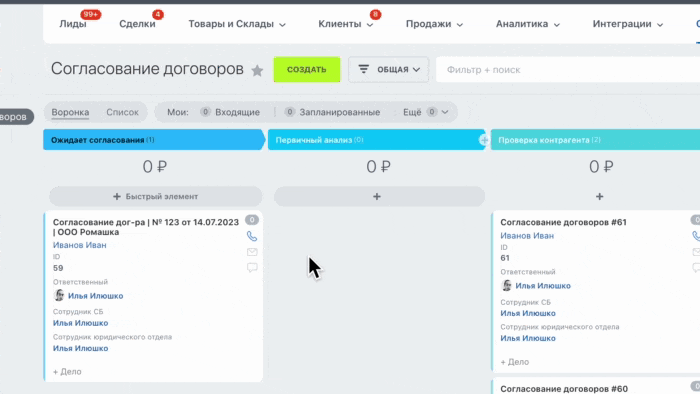 99+ 4 8
Лиды Сделки Товары и Склады Клиенты Продажи Аналитика Интеграции
Согласование договоров СОЗДАТЬ ОБЩАЯ Фильтр + поиск
воров Воронка Список Мои: 0 Входящие 0 Запланированные Ещё 0
Ожидает согласования (1) Первичный анализ (0) Проверка контрагента (2)
0 ₽ 0 ₽ 0 ₽
+ Быстрый элемент + +
Согласование дог-ра | № 123 от 14.07.2023 0 Согласование договоров #61
| ООО Ромашка
Иванов Иван Иванов Иван
ID ID
59 61
Ответственный Ответственный
Илья Илюшко Илья Илюшко
Сотрудник СБ Сотрудник СБ
Илья Илюшко Илья Илюшко
Сотрудник юридического отдела Сотрудник юридического отдела
Илья Илюшко Илья Илюшко
+ Дело + Дело
Согласование договоров #60